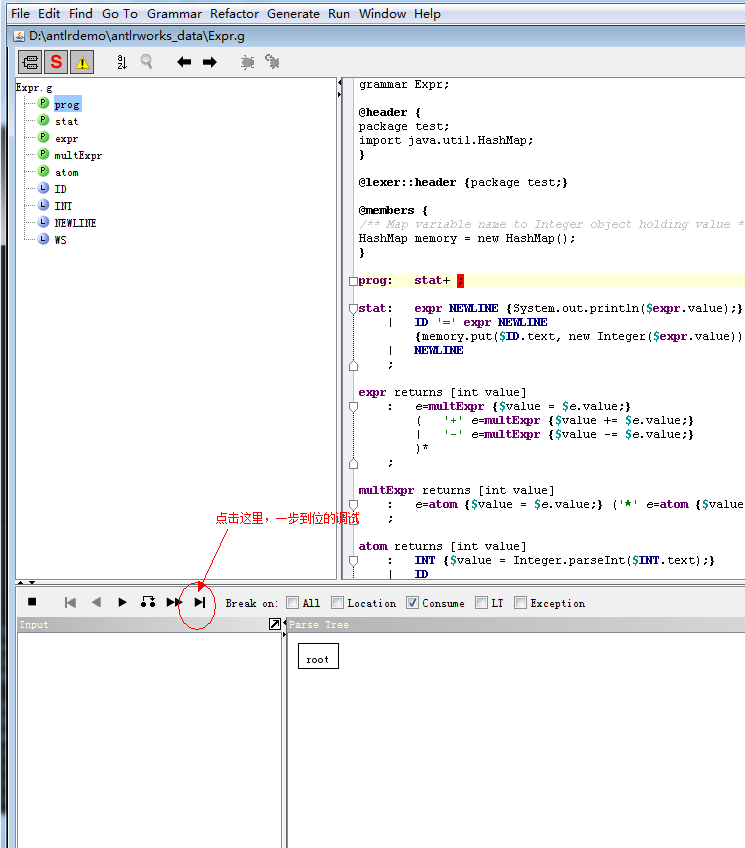 File Edit Find Go To Grammar Refactor Generate Run Window Help
D:\antlrdemo\antlrworks_data\Expr.g
Expr.g
prog
stat
expr
multExpr
atom
ID
INT
NEWLINE
WS
grammar Expr;
@header {
package test;
import java.util.HashMap;
}
@lexer::header {package test;}
@members {
/** Map variable name to Integer object holding value *
HashMap memory = new HashMap();
}
prog:   stat+ ;
stat:   expr NEWLINE {System.out.println($expr.value);}
    |   ID '=' expr NEWLINE
        {memory.put($ID.text, new Integer($expr.value))
    |   NEWLINE
    ;
expr returns [int value]
    :   e=multExpr {$value = $e.value;}
        (   '+' e=multExpr {$value += $e.value;}
        |   '-' e=multExpr {$value -= $e.value;}
        )*
    ;
multExpr returns [int value]
    :   e=atom {$value = $e.value;} ('*' e=atom {$value
    ;
点击这里，一步到位的调试
atom returns [int value]
    :   INT {$value = Integer.parseInt($INT.text);}
    |   ID
Break on: All Location Consume LT Exception
Input
Parse Tree
root